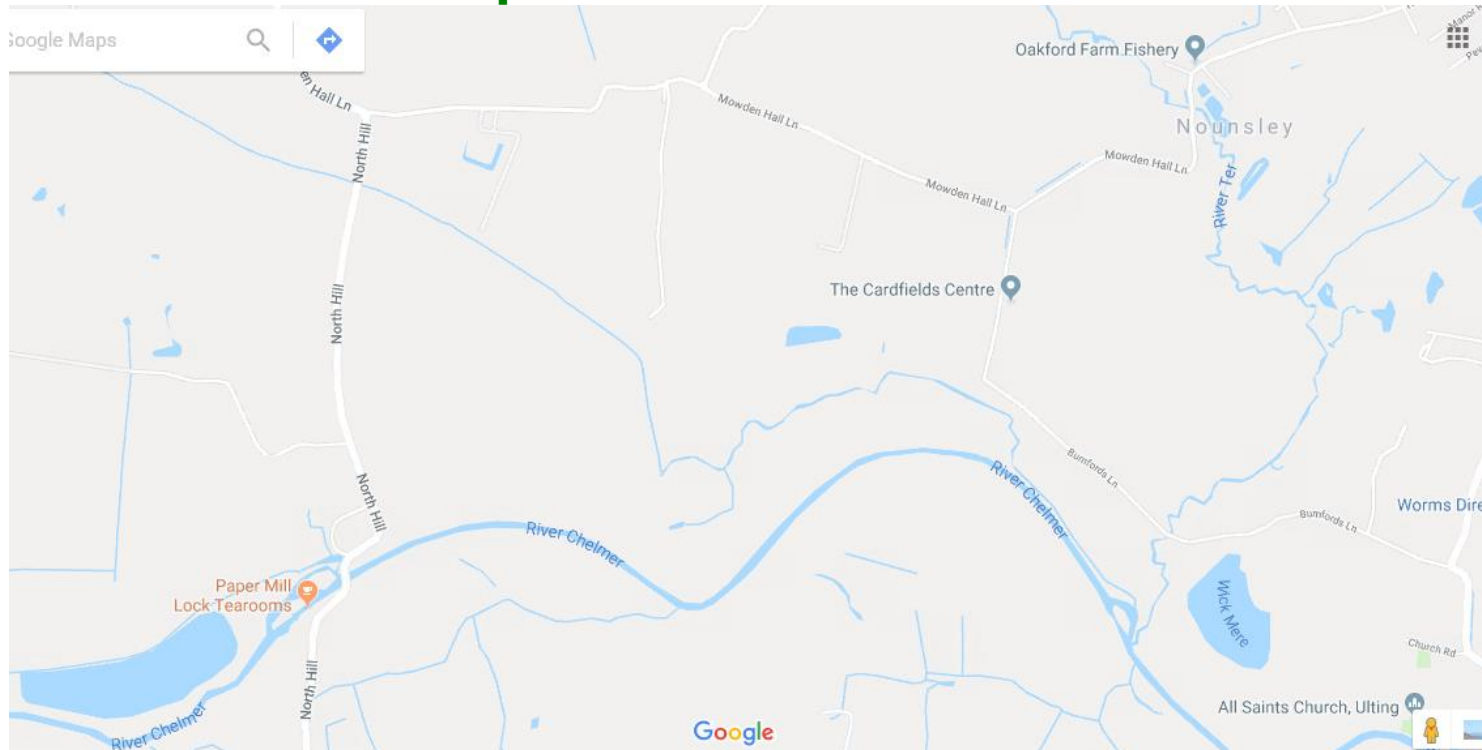 Google Maps
Oakford Farm Fishery
Manor
Hall Ln
Mowden Hall Ln
Nounsley
North Hill
Mowden Hall Ln
Mowden Hall Ln
River Ter
The Cardfields Centre
North Hill
North Hill
River Chelmer
Bumfords Ln
River Chelmer
Bumfords Ln
Worms Dire
Paper Mill
Lock Tearooms
Wick Mere
Church Rd
North Hill
River Chelmer
Google
All Saints Church, Ulting